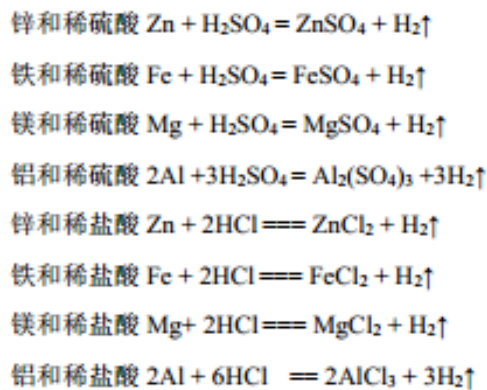 锌和稀硫酸 Zn + H₂SO₄ = ZnSO₄ + H₂↑
铁和稀硫酸 Fe + H₂SO₄ = FeSO₄ + H₂↑
镁和稀硫酸 Mg + H₂SO₄ = MgSO₄ + H₂↑
铝和稀硫酸 2Al +3H₂SO₄ = Al₂(SO₄)₃ +3H₂↑
锌和稀盐酸 Zn + 2HCl === ZnCl₂ + H₂↑
铁和稀盐酸 Fe + 2HCl === FeCl₂ + H₂↑
镁和稀盐酸 Mg+ 2HCl === MgCl₂ + H₂↑
铝和稀盐酸 2Al + 6HCl == 2AlCl₃ + 3H₂↑